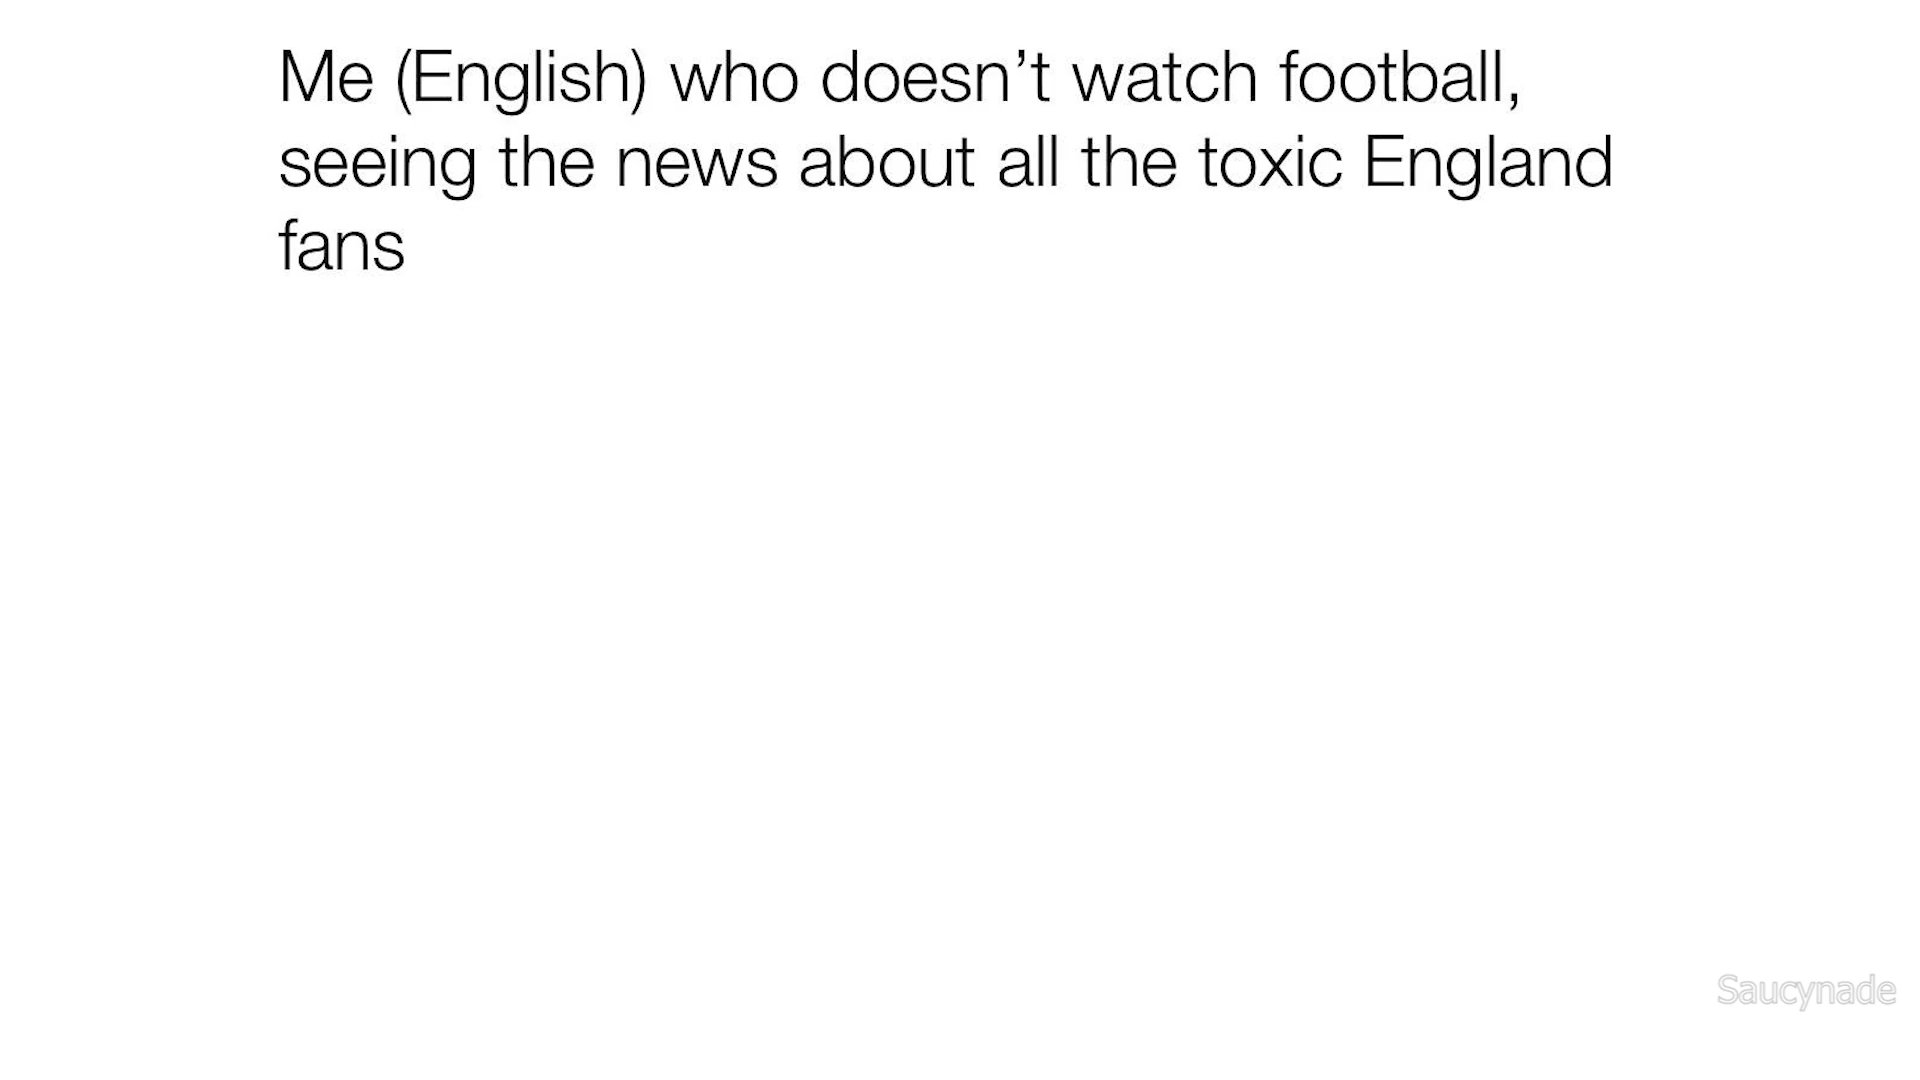 Me (English) who doesn’t watch football,
seeing the news about all the toxic England
fans
Saucynade